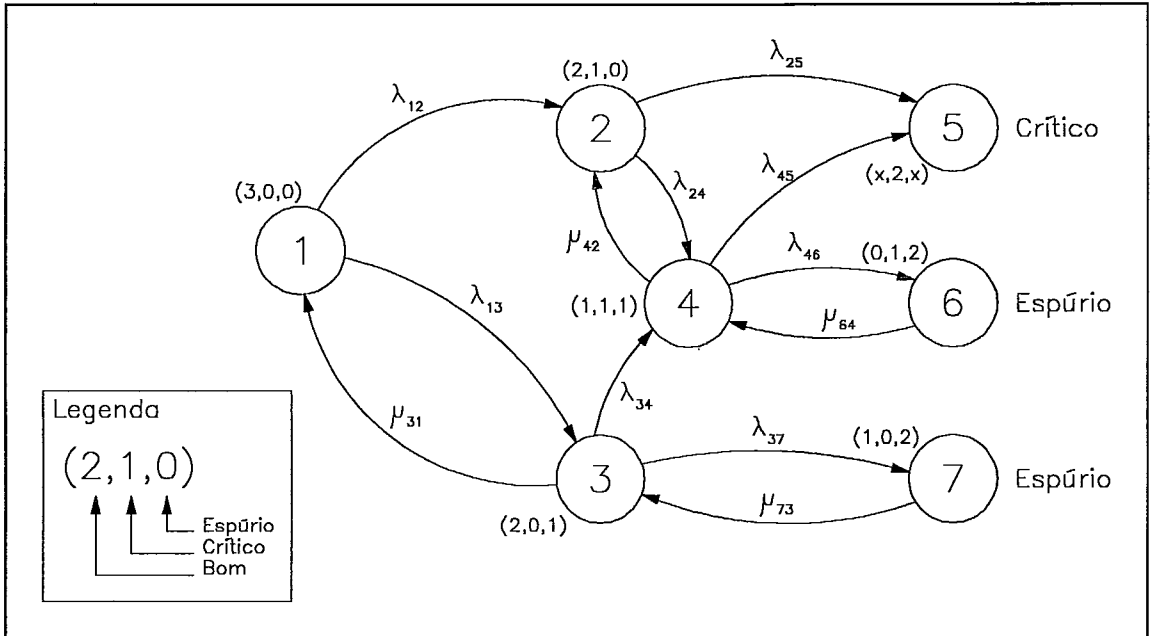 (2,1,0)
λ25
λ12
2
5
Crítico
(x,2,x)
λ45
λ24
(3,0,0)
1
μ42
λ46
(0,1,2)
λ13
(1,1,1)
4
6
Espúrio
μ64
μ31
λ34
λ37
(1,0,2)
3
7
Espúrio
(2,0,1)
μ73
Legenda
(2,1,0)
Espúrio
Crítico
Bom